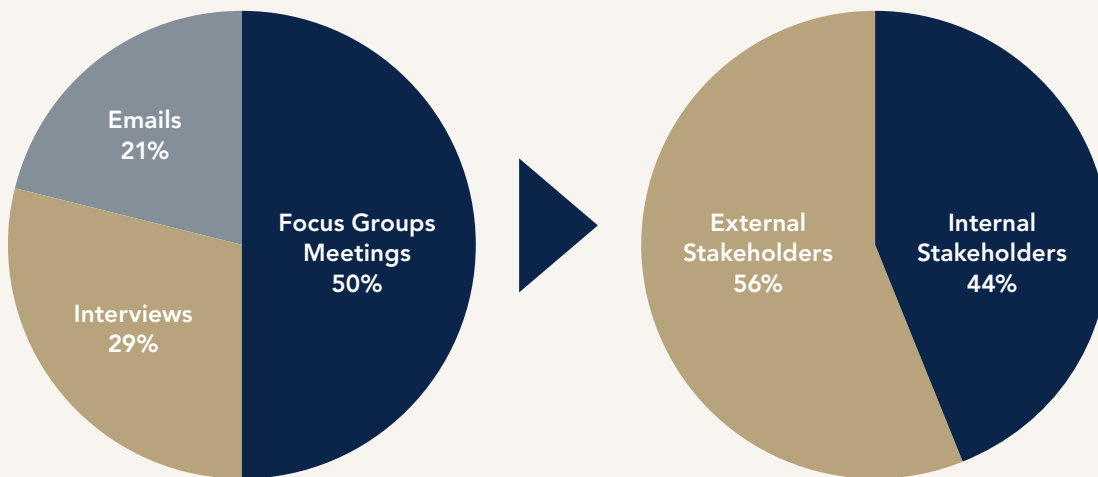 Emails
21%
Focus Groups
Meetings
50%
Interviews
29%
External
Stakeholders
56%
Internal
Stakeholders
44%